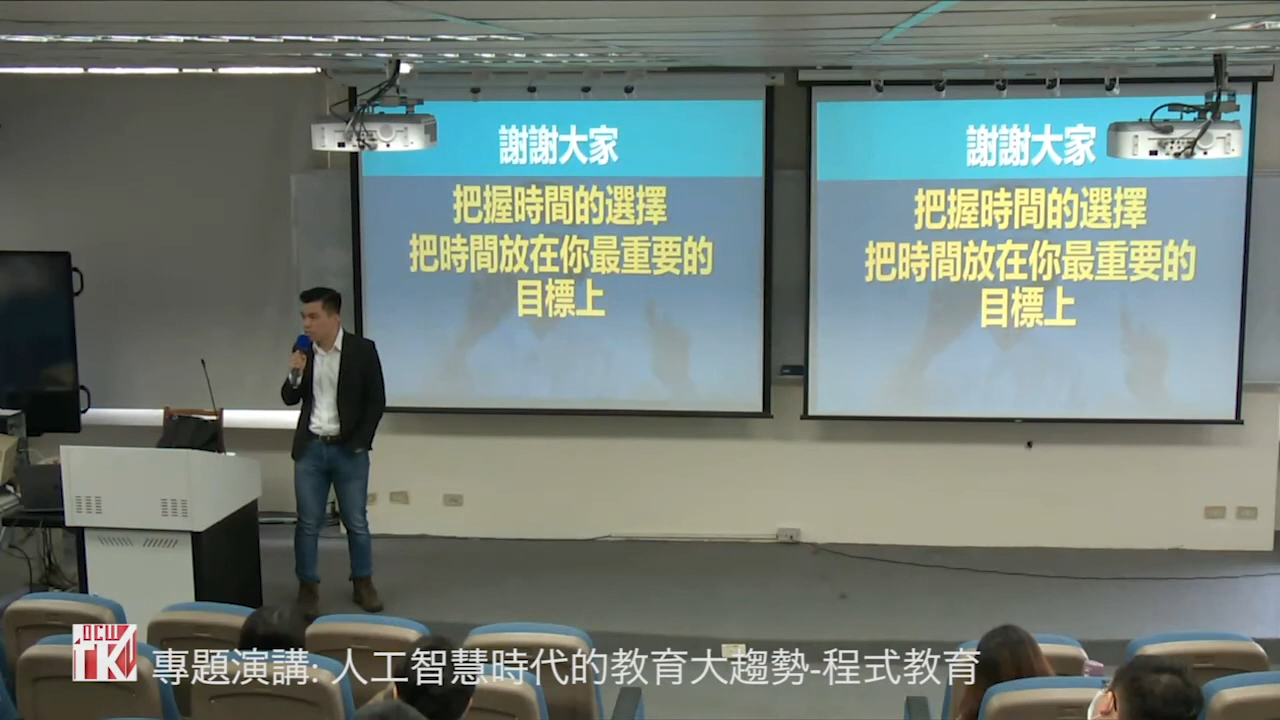 謝謝大家
把握時間的選擇
把時間放在你最重要的
目標上
謝謝大家
把握時間的選擇
把時間放在你最重要的
目標上
OCW
TK
專題演講: 人工智慧時代的教育大趨勢-程式教育